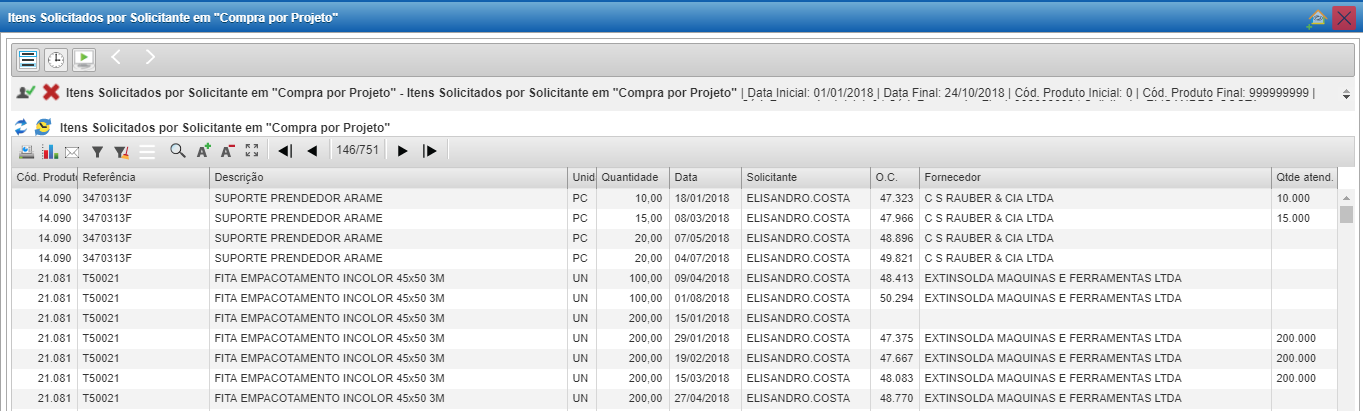 Itens Solicitados por Solicitante em "Compra por Projeto"
Itens Solicitados por Solicitante em "Compra por Projeto" - Itens Solicitados por Solicitante em "Compra por Projeto" | Data Inicial: 01/01/2018 | Data Final: 24/10/2018 | Cód. Produto Inicial: 0 | Cód. Produto Final: 999999999 |
Itens Solicitados por Solicitante em "Compra por Projeto"
146/751
Cód. Produto Referência Descrição Unid Quantidade Data Solicitante O.C. Fornecedor Qtde atend.
14.090 3470313F SUPORTE PRENDEDOR ARAME PC 10,00 18/01/2018 ELISANDRO.COSTA 47.323 C S RAUBER & CIA LTDA 10.000
14.090 3470313F SUPORTE PRENDEDOR ARAME PC 15,00 08/03/2018 ELISANDRO.COSTA 47.966 C S RAUBER & CIA LTDA 15.000
14.090 3470313F SUPORTE PRENDEDOR ARAME PC 20,00 07/05/2018 ELISANDRO.COSTA 48.896 C S RAUBER & CIA LTDA
14.090 3470313F SUPORTE PRENDEDOR ARAME PC 20,00 04/07/2018 ELISANDRO.COSTA 49.821 C S RAUBER & CIA LTDA
21.081 T50021 FITA EMPACOTAMENTO INCOLOR 45x50 3M UN 100,00 09/04/2018 ELISANDRO.COSTA 48.413 EXTINSOLDA MAQUINAS E FERRAMENTAS LTDA
21.081 T50021 FITA EMPACOTAMENTO INCOLOR 45x50 3M UN 100,00 01/08/2018 ELISANDRO.COSTA 50.294 EXTINSOLDA MAQUINAS E FERRAMENTAS LTDA
21.081 T50021 FITA EMPACOTAMENTO INCOLOR 45x50 3M UN 200,00 15/01/2018 ELISANDRO.COSTA
21.081 T50021 FITA EMPACOTAMENTO INCOLOR 45x50 3M UN 200,00 29/01/2018 ELISANDRO.COSTA 47.375 EXTINSOLDA MAQUINAS E FERRAMENTAS LTDA 200.000
21.081 T50021 FITA EMPACOTAMENTO INCOLOR 45x50 3M UN 200,00 19/02/2018 ELISANDRO.COSTA 47.667 EXTINSOLDA MAQUINAS E FERRAMENTAS LTDA 200.000
21.081 T50021 FITA EMPACOTAMENTO INCOLOR 45x50 3M UN 200,00 15/03/2018 ELISANDRO.COSTA 48.083 EXTINSOLDA MAQUINAS E FERRAMENTAS LTDA 200.000
21.081 T50021 FITA EMPACOTAMENTO INCOLOR 45x50 3M UN 200,00 27/04/2018 ELISANDRO.COSTA 48.770 EXTINSOLDA MAQUINAS E FERRAMENTAS LTDA